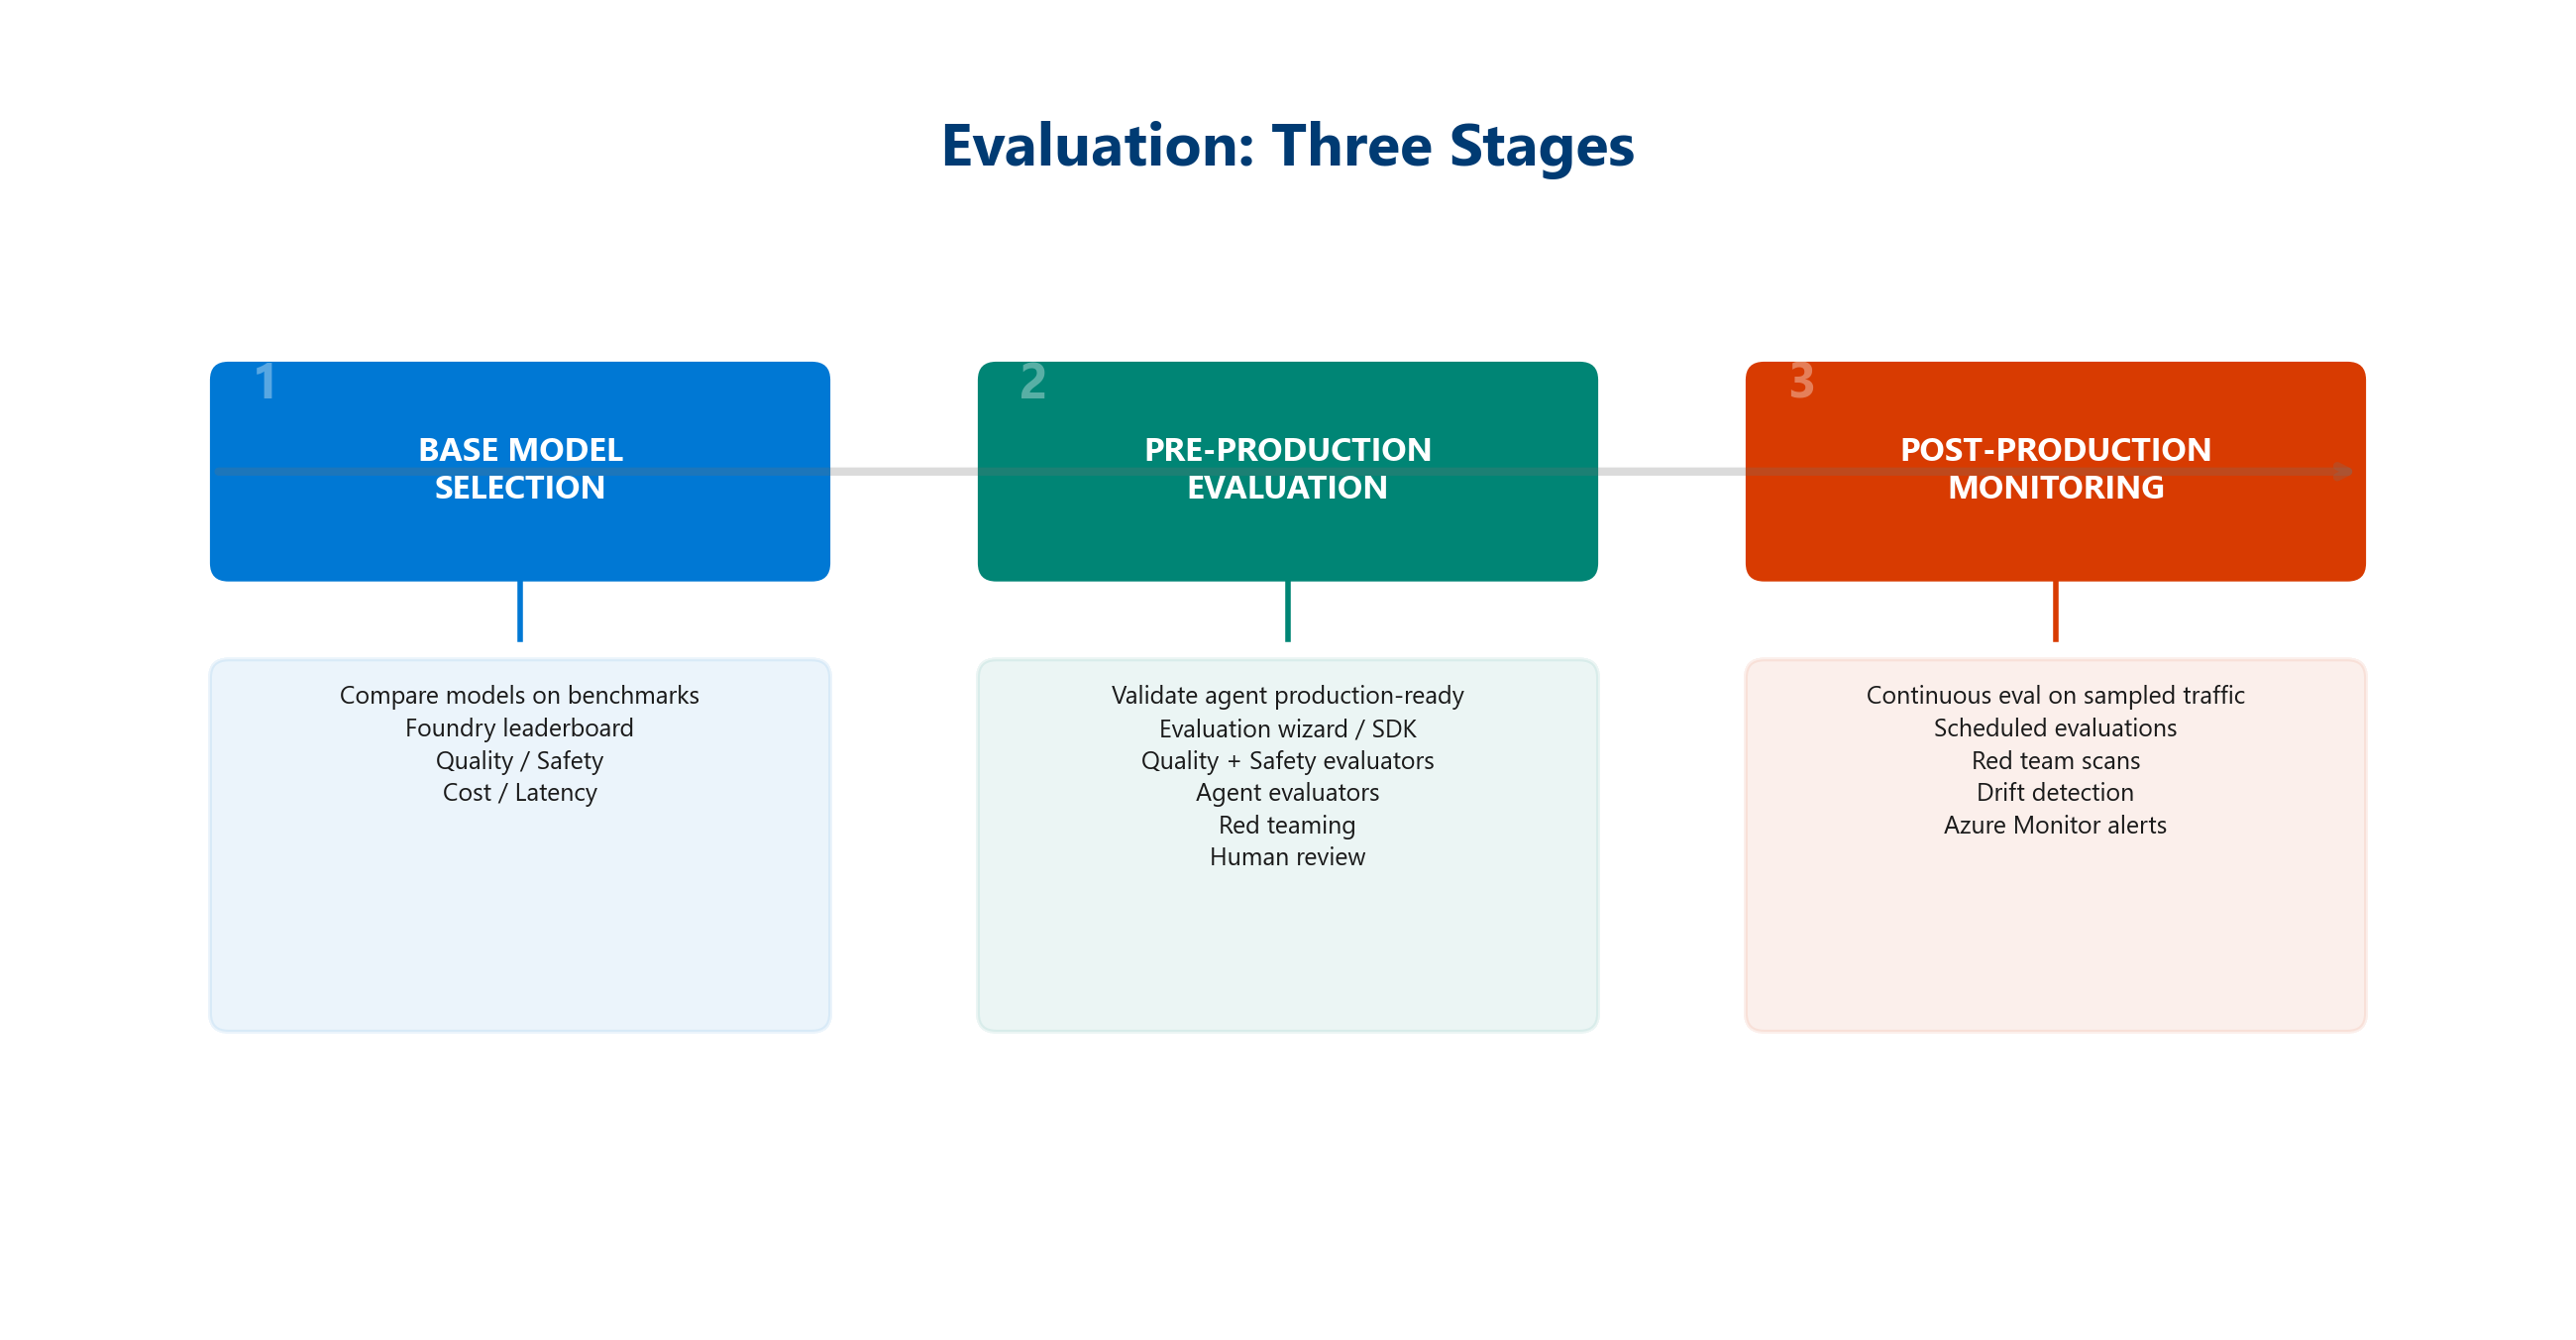 Evaluation: Three Stages
1
BASE MODEL
SELECTION
Compare models on benchmarks
Foundry leaderboard
Quality / Safety
Cost / Latency
2
PRE-PRODUCTION
EVALUATION
Validate agent production-ready
Evaluation wizard / SDK
Quality + Safety evaluators
Agent evaluators
Red teaming
Human review
3
POST-PRODUCTION
MONITORING
Continuous eval on sampled traffic
Scheduled evaluations
Red team scans
Drift detection
Azure Monitor alerts